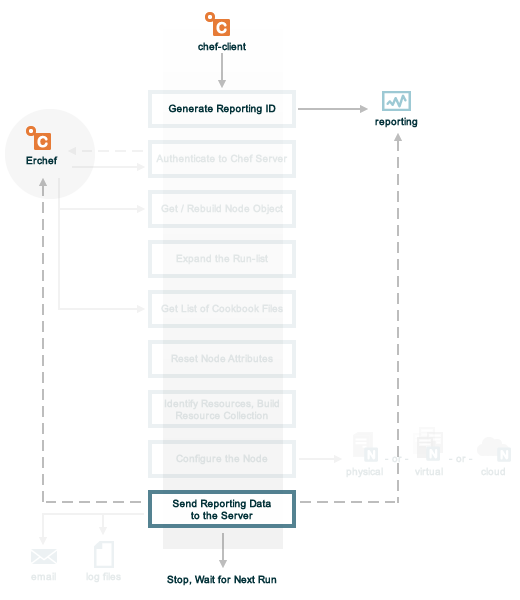 chef-client
Generate Reporting ID
reporting
Erchef
Authenticate to Chef Server
Get / Rebuild Node Object
Expand the Run-list
Get List of Cookbook Files
Reset Node Attributes
Identify Resources, Build
Resource Collection
Configure the Node
- or -
- or -
N
N
N
physical
virtual
cloud
Send Reporting Data
to the Server
email
log files
Stop, Wait for Next Run